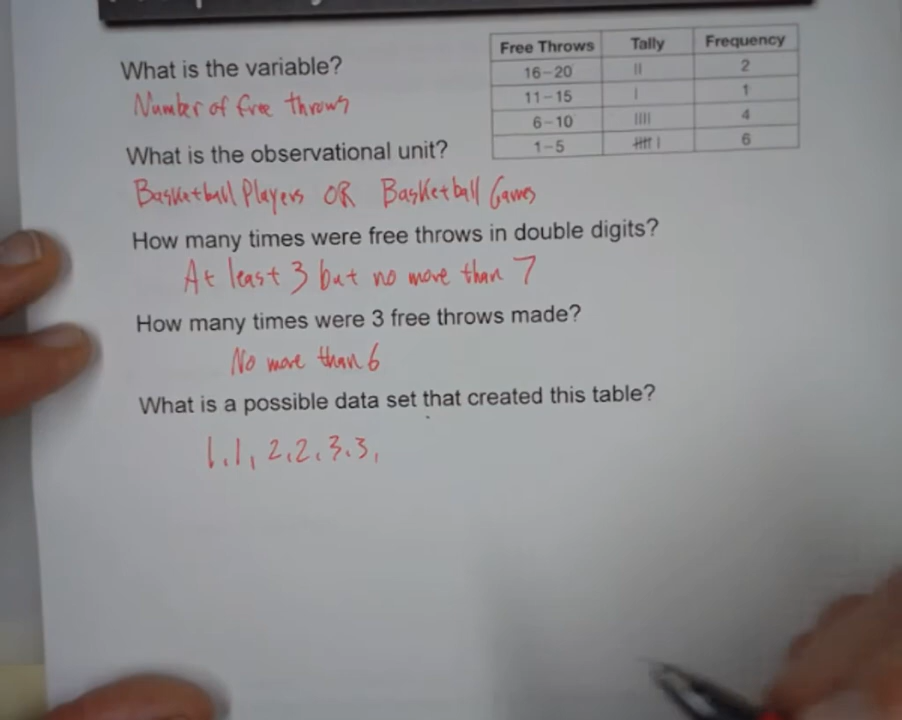 What is the variable?
Number of free throws
What is the observational unit?
Basketball Players OR Basketball Games
How many times were free throws in double digits?
At least 3 but no more than 7
How many times were 3 free throws made?
No more than 6
What is a possible data set that created this table?
1, 1, 2, 2, 3, 3,
Free Throws Tally Frequency
16–20 || 2
11–15 | 1
6–10 |||| 4
1–5 |||| | 6